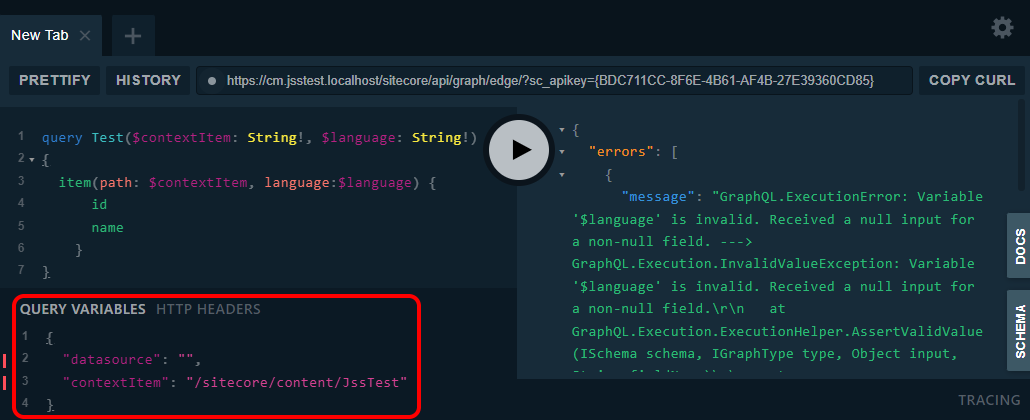 New Tab
PRETTIFY HISTORY https://cm.jsstest.localhost/sitecore/api/graph/edge/?sc_apikey={BDC711CC-8F6E-4B61-AF4B-27E39360CD85} COPY CURL
1 query Test($contextItem: String!, $language: String!)
2 {
3 item(path: $contextItem, language:$language) {
4 id
5 name
6 }
7 }
QUERY VARIABLES HTTP HEADERS
1 {
2 "datasource": "",
3 "contextItem": "/sitecore/content/JssTest"
4 }
{
"errors": [
{
"message": "GraphQL.ExecutionError: Variable
'$language' is invalid. Received a null input for
a non-null field. --->
GraphQL.Execution.InvalidValueException: Variable
'$language' is invalid. Received a null input for
a non-null field.\r\n at
GraphQL.Execution.ExecutionHelper.AssertValidValue
(ISchema schema, IGraphType type, Object input,
DOCS
SCHEMA
TRACING